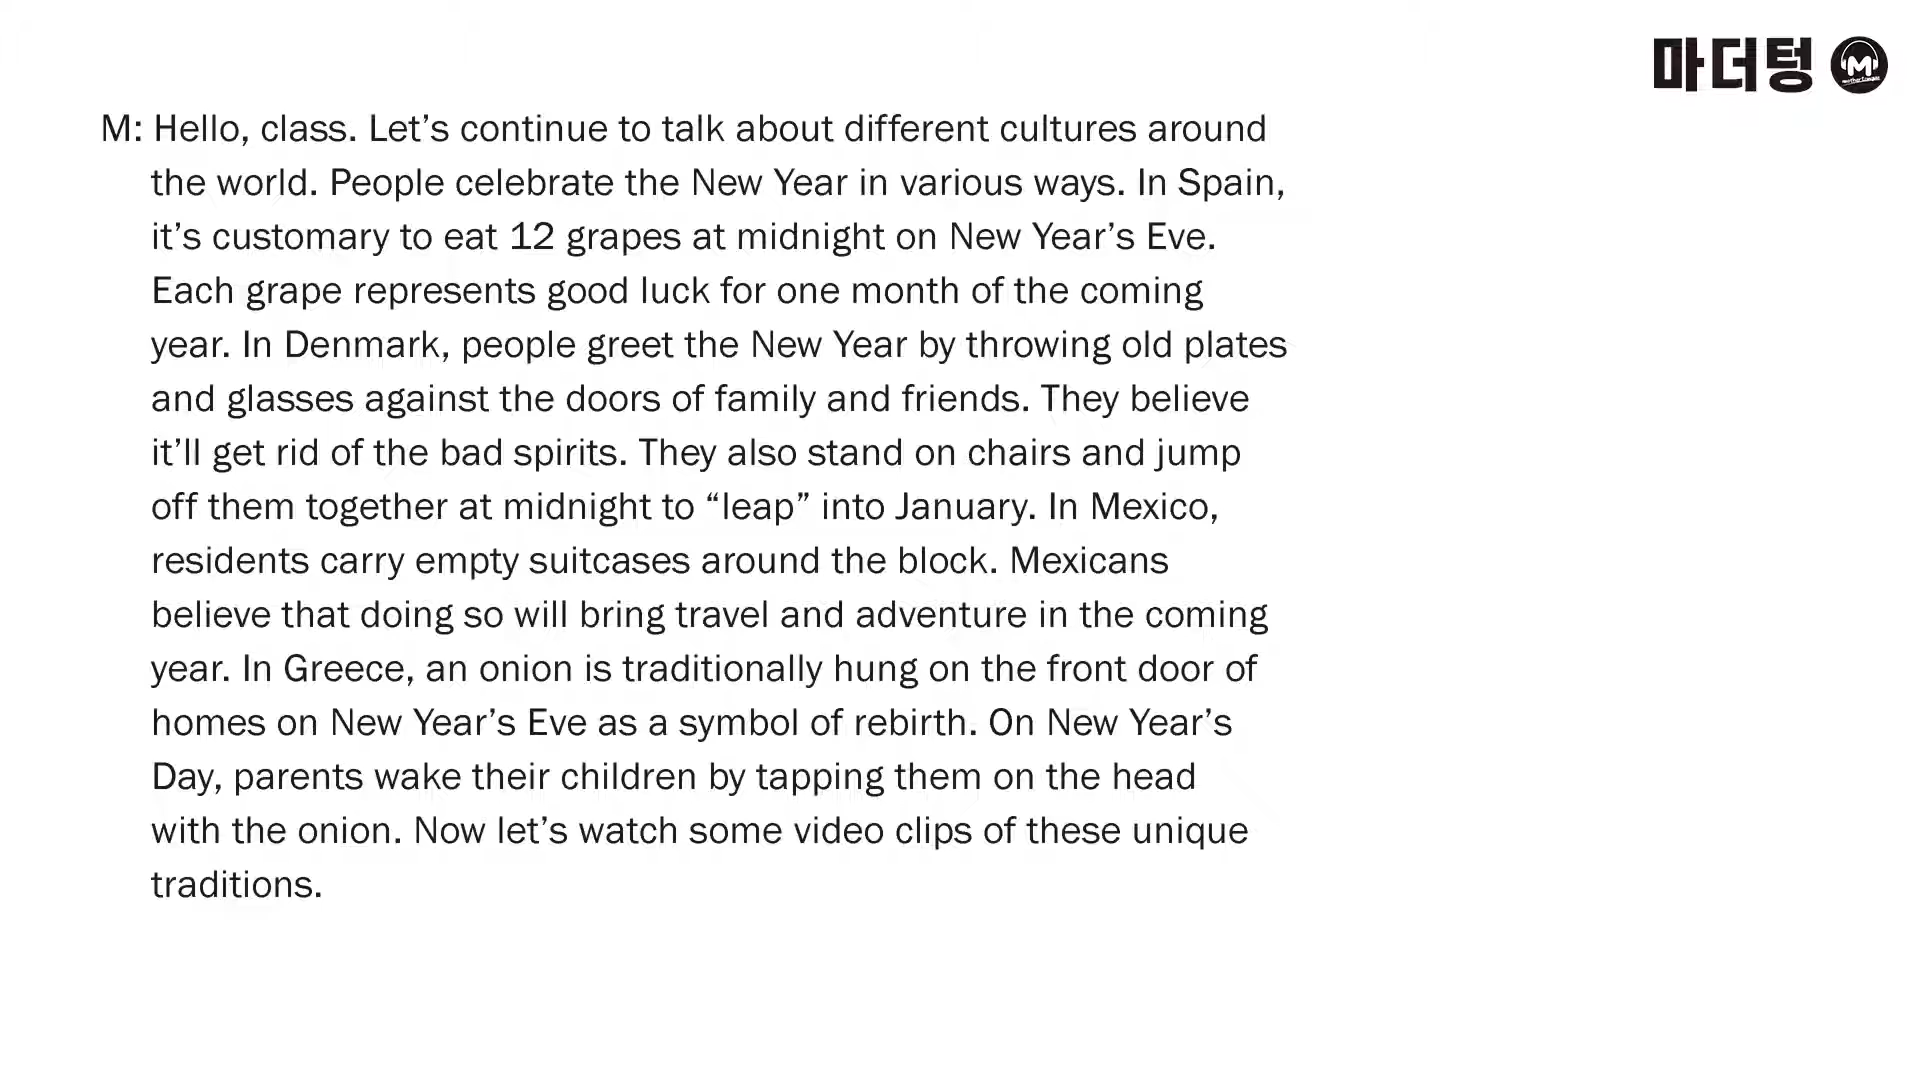 마더텅 M
M: Hello, class. Let’s continue to talk about different cultures around
the world. People celebrate the New Year in various ways. In Spain,
it’s customary to eat 12 grapes at midnight on New Year’s Eve.
Each grape represents good luck for one month of the coming
year. In Denmark, people greet the New Year by throwing old plates
and glasses against the doors of family and friends. They believe
it’ll get rid of the bad spirits. They also stand on chairs and jump
off them together at midnight to “leap” into January. In Mexico,
residents carry empty suitcases around the block. Mexicans
believe that doing so will bring travel and adventure in the coming
year. In Greece, an onion is traditionally hung on the front door of
homes on New Year’s Eve as a symbol of rebirth. On New Year’s
Day, parents wake their children by tapping them on the head
with the onion. Now let’s watch some video clips of these unique
traditions.